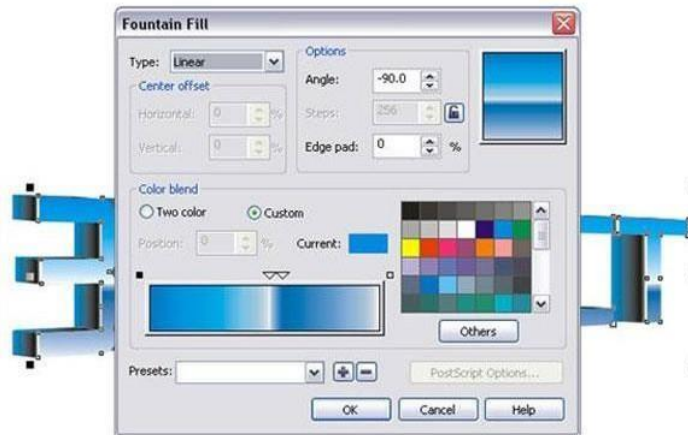 Fountain Fill
Type: Linear
Options
Angle: -90.0
Center offset
Horizontal: 0 %
Steps: 256
Vertical: 0 %
Edge pad: 0 %
Color blend
Two color Custom
Position: 0 % Current:
Others
Presets:
PostScript Options...
OK Cancel Help